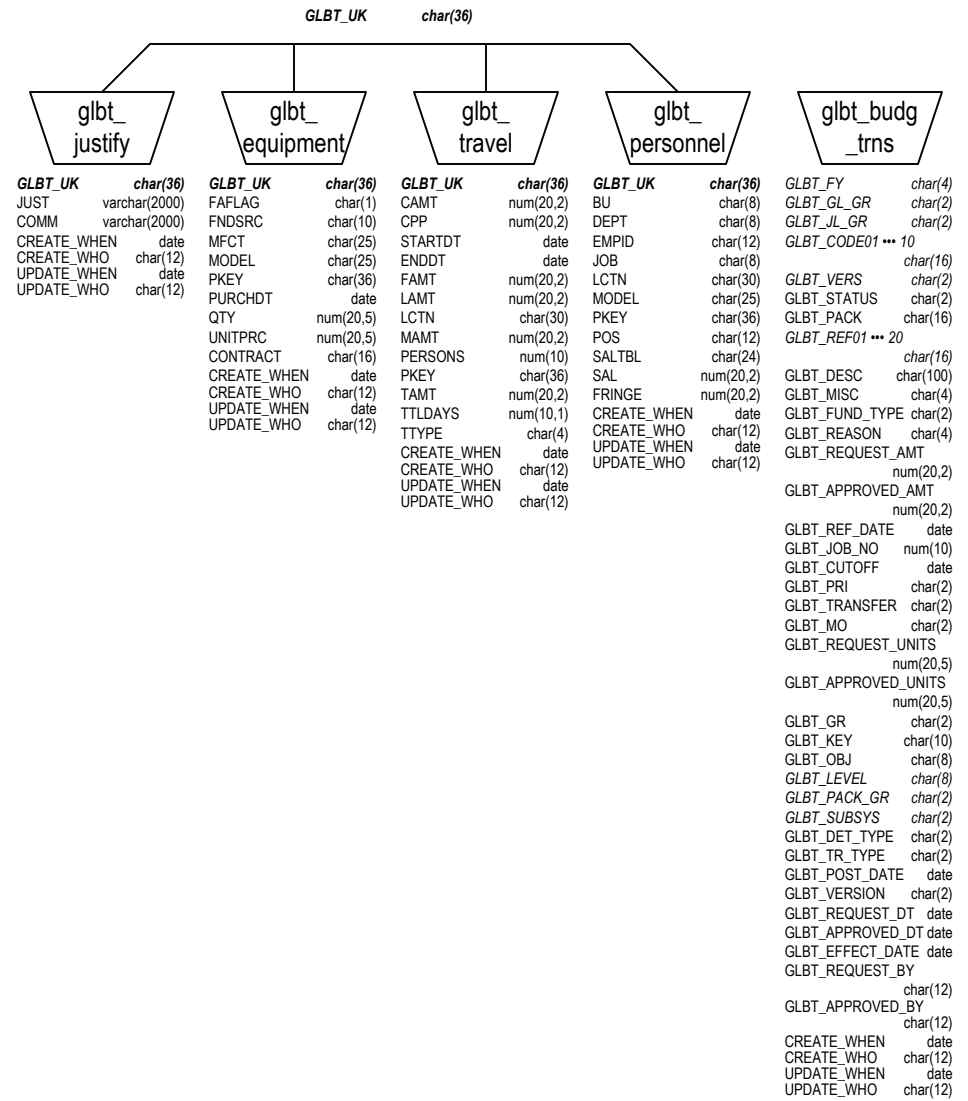 GLBT_UK char(36)
glbt_
justify
GLBT_UK char(36)
JUST varchar(2000)
COMM varchar(2000)
CREATE_WHEN date
CREATE_WHO char(12)
UPDATE_WHEN date
UPDATE_WHO char(12)
glbt_
equipment
GLBT_UK char(36)
FAFLAG char(1)
FNDSRC char(10)
MFCT char(25)
MODEL char(25)
PKEY char(36)
PURCHDT date
QTY num(20,5)
UNITPRC num(20,5)
CONTRACT char(16)
CREATE_WHEN date
CREATE_WHO char(12)
UPDATE_WHEN date
UPDATE_WHO char(12)
glbt_
travel
GLBT_UK char(36)
CAMT num(20,2)
CPP num(20,2)
STARTDT date
ENDDT date
FAMT num(20,2)
LAMT num(20,2)
LCTN char(30)
MAMT num(20,2)
PERSONS num(10)
PKEY char(36)
TAMT num(20,2)
TTLDAYS num(10,1)
TTYPE char(4)
CREATE_WHEN date
CREATE_WHO char(12)
UPDATE_WHEN date
UPDATE_WHO char(12)
glbt_
personnel
GLBT_UK char(36)
BU char(8)
DEPT char(8)
EMPID char(12)
JOB char(8)
LCTN char(30)
MODEL char(25)
PKEY char(36)
POS char(12)
SALTBL char(24)
SAL num(20,2)
FRINGE num(20,2)
CREATE_WHEN date
CREATE_WHO char(12)
UPDATE_WHEN date
UPDATE_WHO char(12)
glbt_budg
_trns
GLBT_FY char(4)
GLBT_GL_GR char(2)
GLBT_JL_GR char(2)
GLBT_CODE01 ••• 10
char(16)
GLBT_VERS char(2)
GLBT_STATUS char(2)
GLBT_PACK char(16)
GLBT_REF01 ••• 20
char(16)
GLBT_DESC char(100)
GLBT_MISC char(4)
GLBT_FUND_TYPE char(2)
GLBT_REASON char(4)
GLBT_REQUEST_AMT
num(20,2)
GLBT_APPROVED_AMT
num(20,2)
GLBT_REF_DATE date
GLBT_JOB_NO num(10)
GLBT_CUTOFF date
GLBT_PRI char(2)
GLBT_TRANSFER char(2)
GLBT_MO char(2)
GLBT_REQUEST_UNITS
num(20,5)
GLBT_APPROVED_UNITS
num(20,5)
GLBT_GR char(2)
GLBT_KEY char(10)
GLBT_OBJ char(8)
GLBT_LEVEL char(8)
GLBT_PACK_GR char(2)
GLBT_SUBSYS char(2)
GLBT_DET_TYPE char(2)
GLBT_TR_TYPE char(2)
GLBT_POST_DATE date
GLBT_VERSION char(2)
GLBT_REQUEST_DT date
GLBT_APPROVED_DT date
GLBT_EFFECT_DATE date
GLBT_REQUEST_BY
char(12)
GLBT_APPROVED_BY
char(12)
CREATE_WHEN date
CREATE_WHO char(12)
UPDATE_WHEN date
UPDATE_WHO char(12)